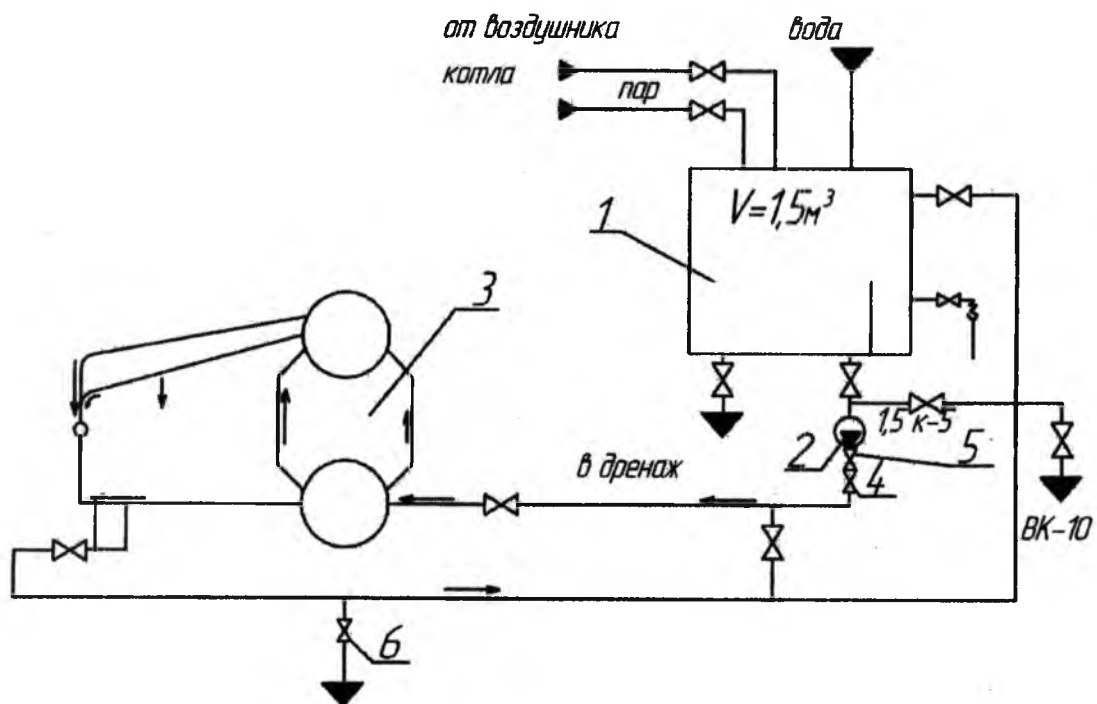 от воздушника
котла
вода
пар
V=1,5м³
1
3
2
1,5 к-5
5
в дренаж
4
ВК-10
6